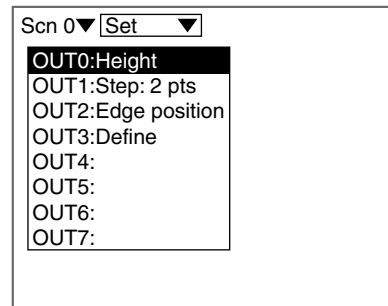 Scn 0▼ Set ▼
OUT0:Height
OUT1:Step: 2 pts
OUT2:Edge position
OUT3:Define
OUT4:
OUT5:
OUT6:
OUT7: